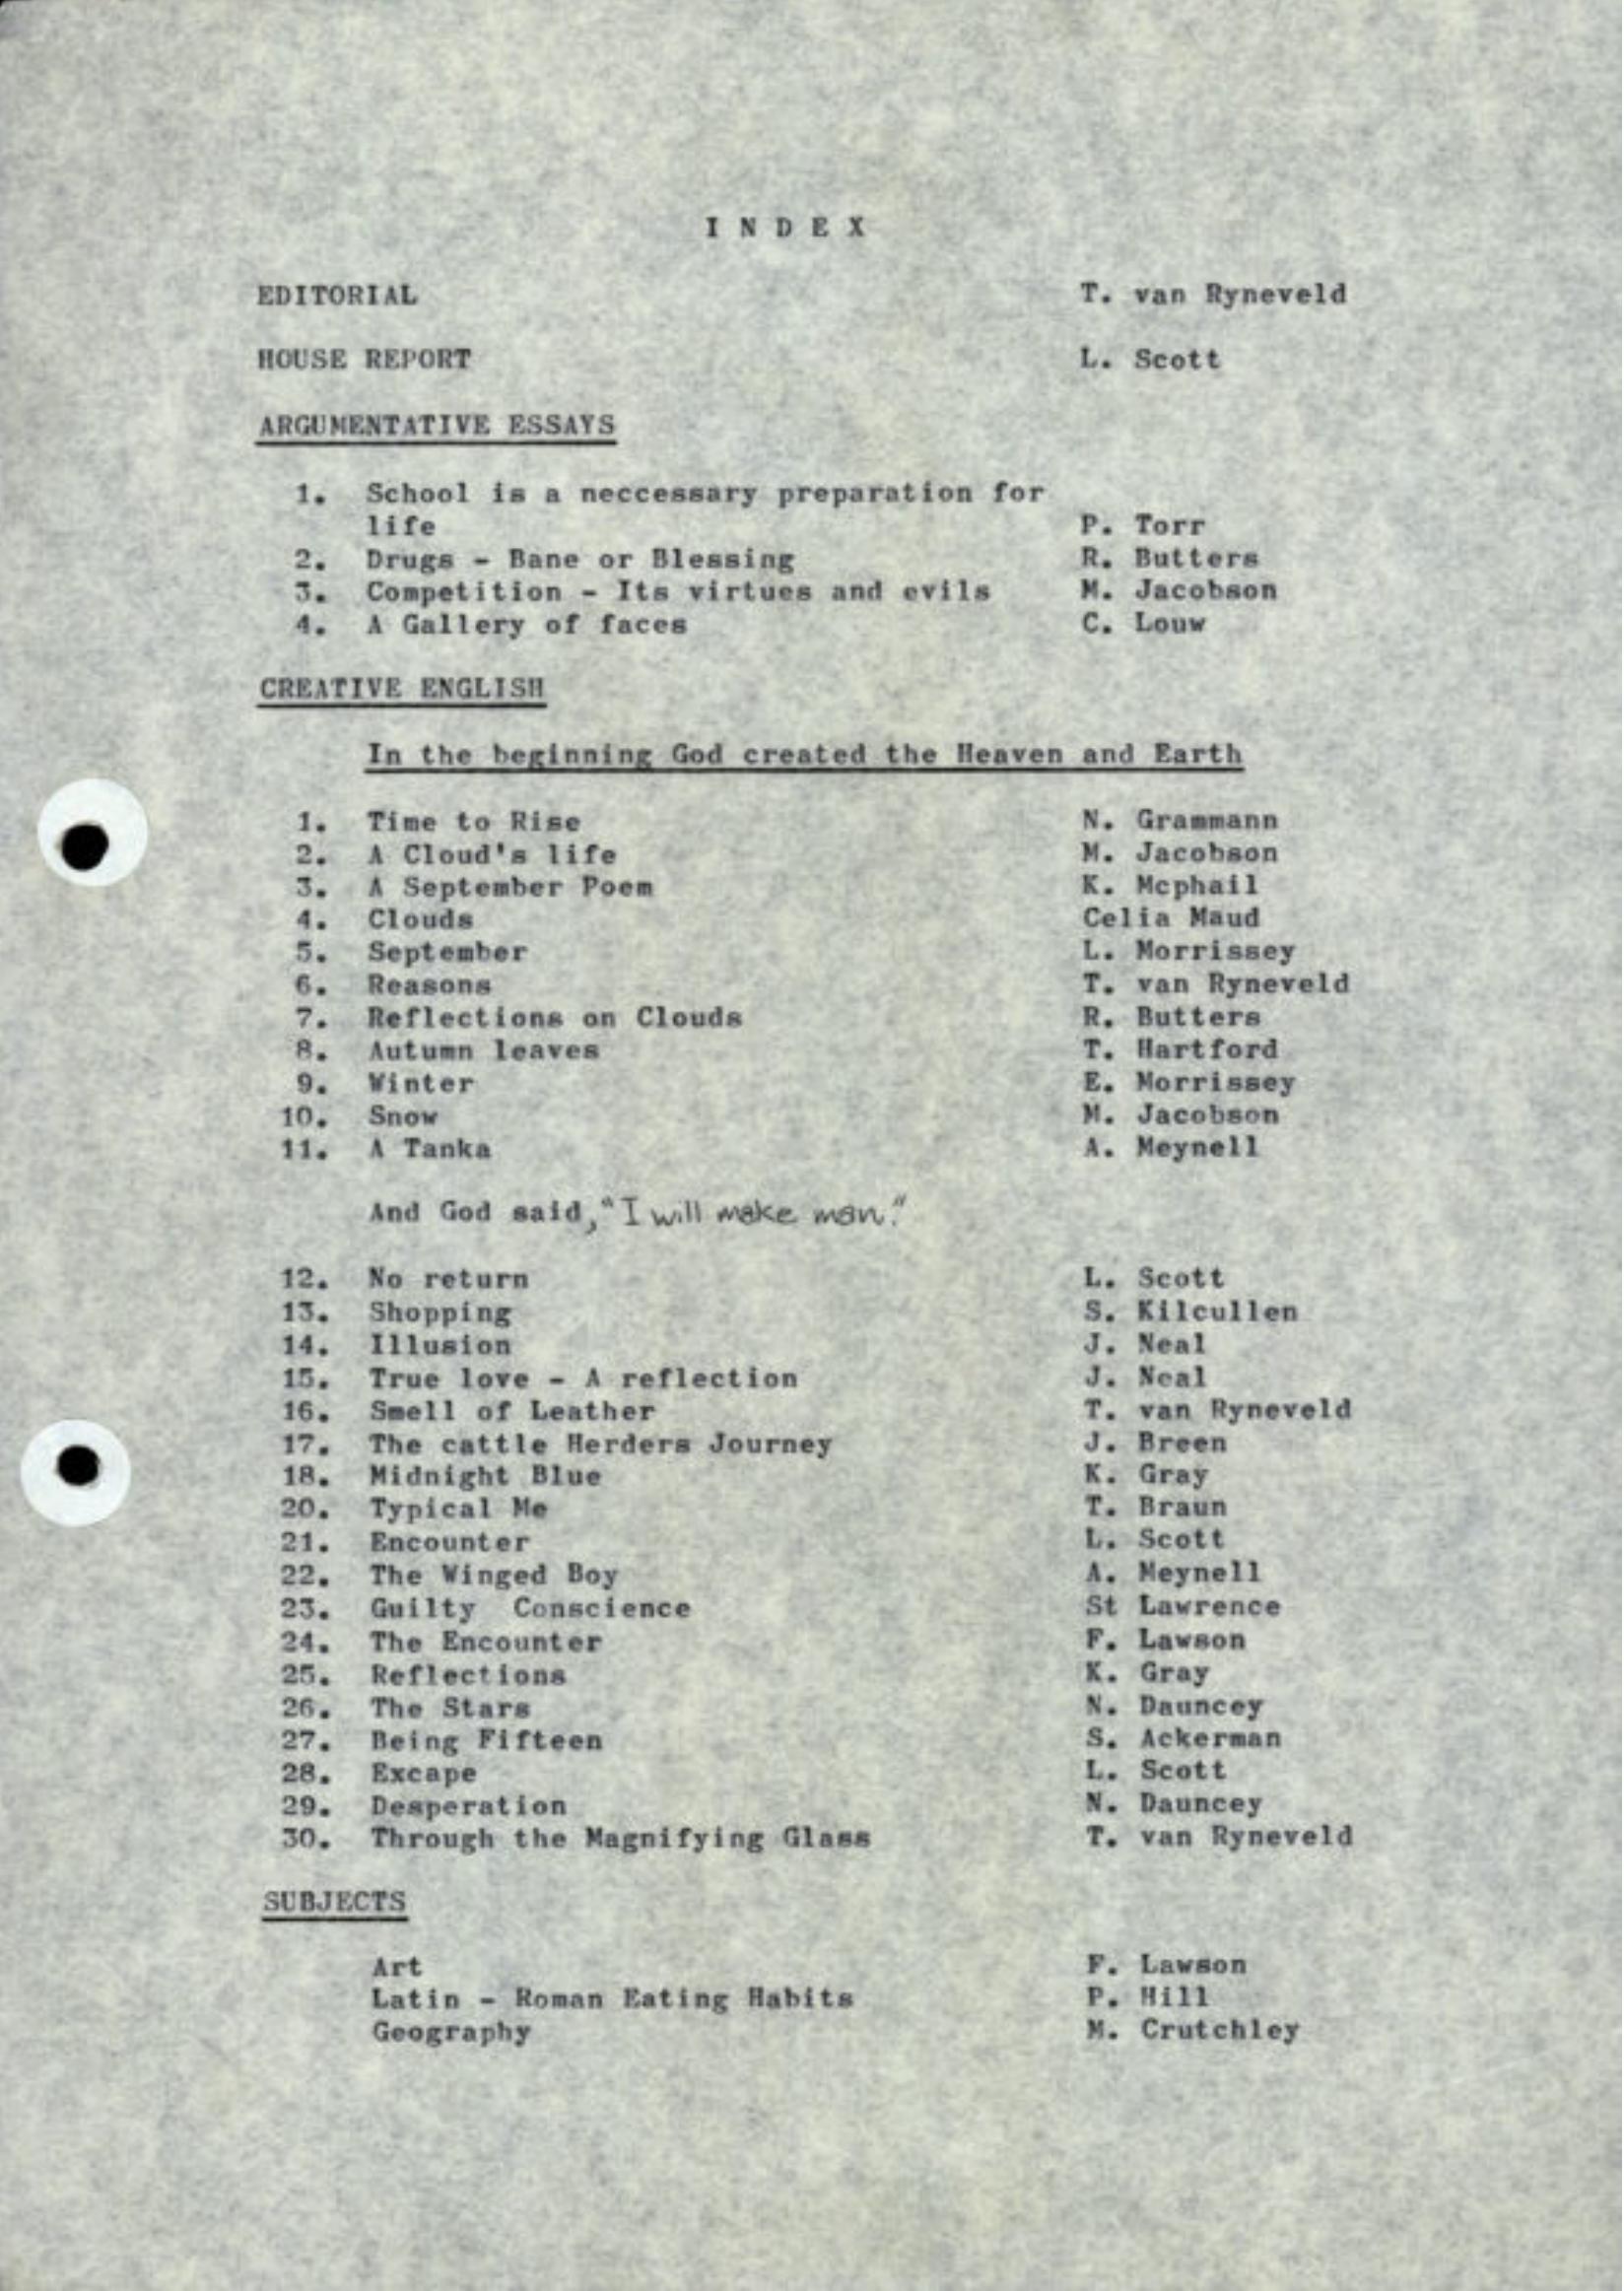 I N D E X
EDITORIAL T. van Ryneveld
HOUSE REPORT L. Scott
ARGUMENTATIVE ESSAYS
1. School is a neccessary preparation for
life P. Torr
2. Drugs - Bane or Blessing R. Butters
3. Competition - Its virtues and evils M. Jacobson
4. A Gallery of faces C. Louw
CREATIVE ENGLISH
In the beginning God created the Heaven and Earth
1. Time to Rise N. Grammann
2. A Cloud's life M. Jacobson
3. A September Poem K. Mcphail
4. Clouds Celia Maud
5. September L. Morrissey
6. Reasons T. van Ryneveld
7. Reflections on Clouds R. Butters
8. Autumn leaves T. Hartford
9. Winter E. Morrissey
10. Snow M. Jacobson
11. A Tanka A. Meynell
And God said, "I will make man."
12. No return L. Scott
13. Shopping S. Kilcullen
14. Illusion J. Neal
15. True love - A reflection J. Neal
16. Smell of Leather T. van Ryneveld
17. The cattle Herders Journey J. Breen
18. Midnight Blue K. Gray
20. Typical Me T. Braun
21. Encounter L. Scott
22. The Winged Boy A. Meynell
23. Guilty Conscience St Lawrence
24. The Encounter F. Lawson
25. Reflections K. Gray
26. The Stars N. Dauncey
27. Being Fifteen S. Ackerman
28. Excape L. Scott
29. Desperation N. Dauncey
30. Through the Magnifying Glass T. van Ryneveld
SUBJECTS
Art F. Lawson
Latin - Roman Eating Habits P. Hill
Geography M. Crutchley